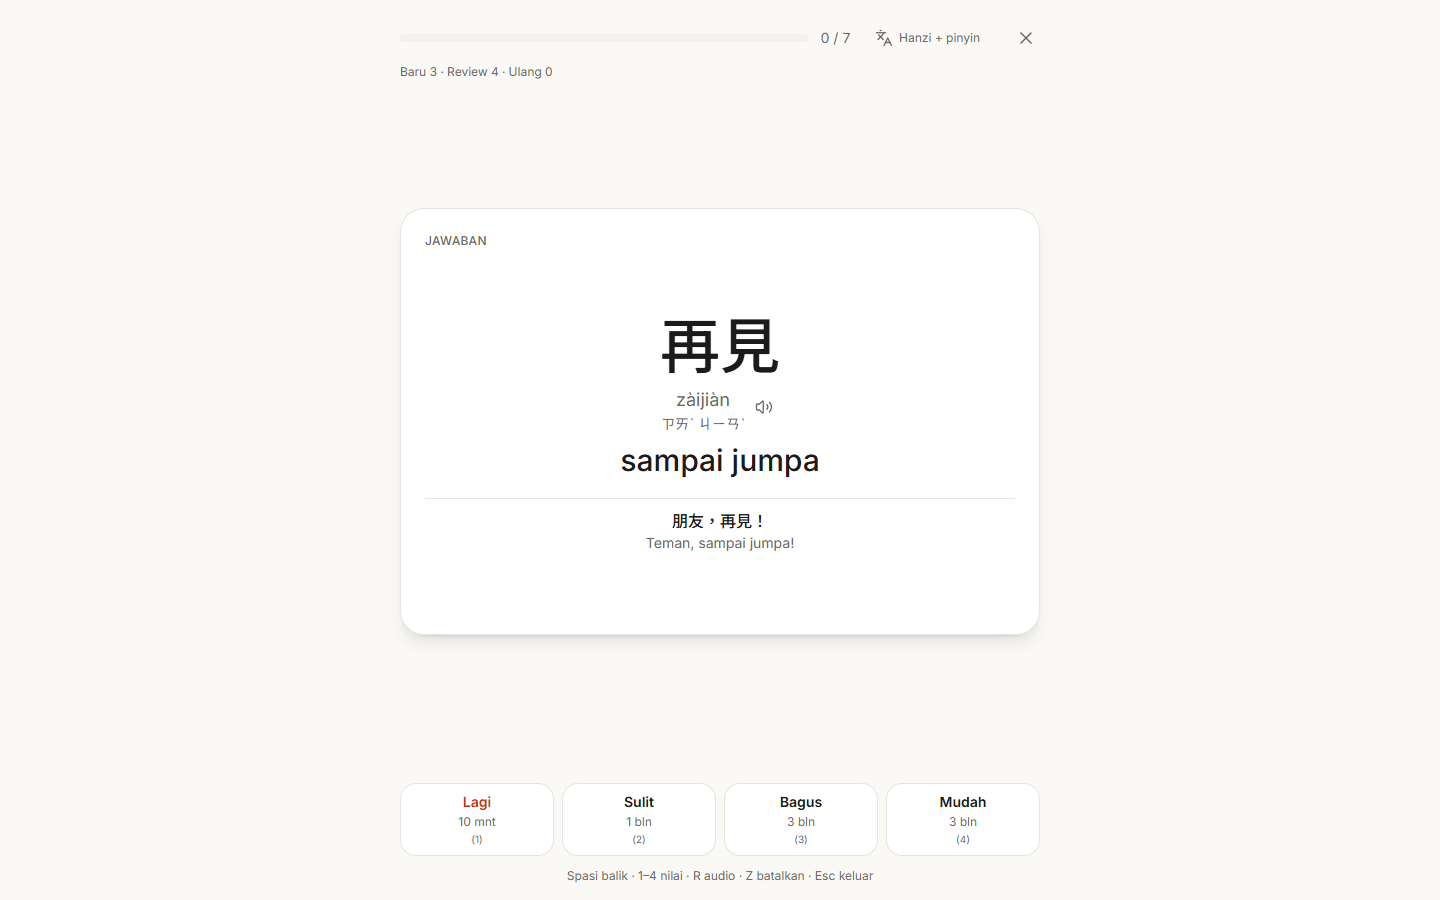 0 / 7
Hanzi + pinyin
Baru 3 · Review 4 · Ulang 0
JAWABAN
再見
zàijiàn
ㄗㄞˋ ㄐㄧㄢˋ
sampai jumpa
朋友，再見！
Teman, sampai jumpa!
Lagi
10 mnt
(1)
Sulit
1 bln
(2)
Bagus
3 bln
(3)
Mudah
3 bln
(4)
Spasi balik · 1–4 nilai · R audio · Z batalkan · Esc keluar